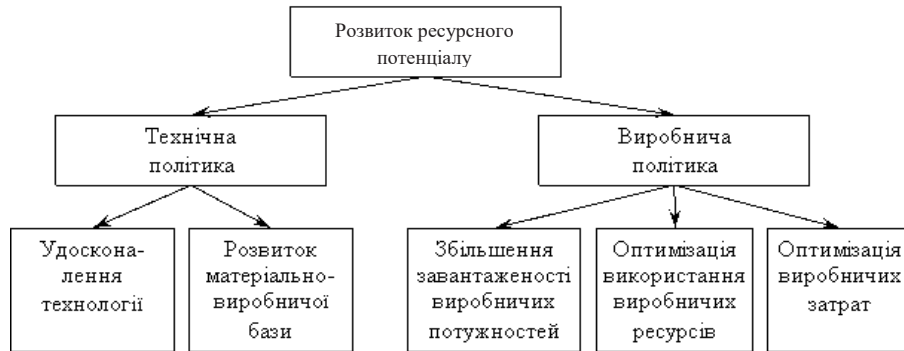 Розвиток ресурсного
потенціалу
Технічна
політика
Виробнича
політика
Удоскона-
лення
технології
Розвиток
матеріально-
виробничої
бази
Збільшення
завантаженості
виробничих
потужностей
Оптимізація
використання
виробничих
ресурсів
Оптимізація
виробничих
затрат